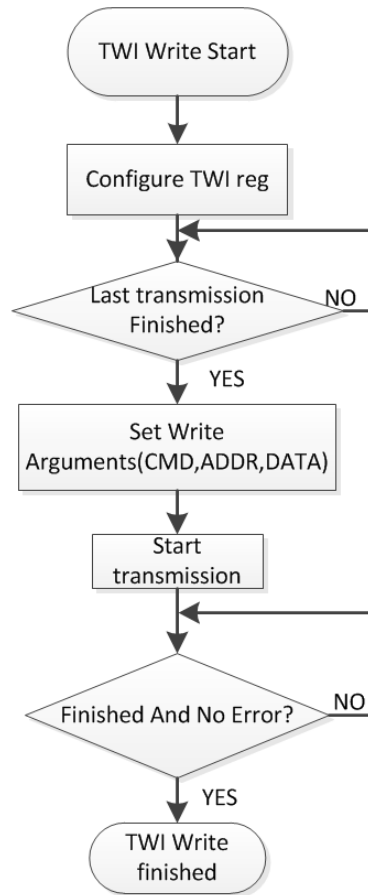 TWI Write Start
Configure TWI reg
Last transmission
Finished?
NO
YES
Set Write
Arguments(CMD,ADDR,DATA)
Start
transmission
Finished And No Error?
NO
YES
TWI Write
finished